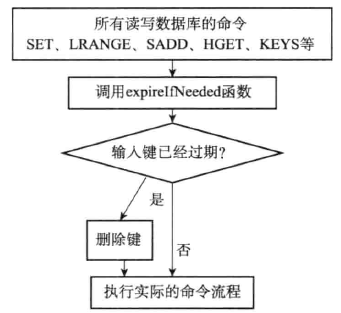 所有读写数据库的命令
SET、LRANGE、SADD、HGET、KEYS等
调用expireIfNeeded函数
输入键已经过期?
是
否
删除键
执行实际的命令流程